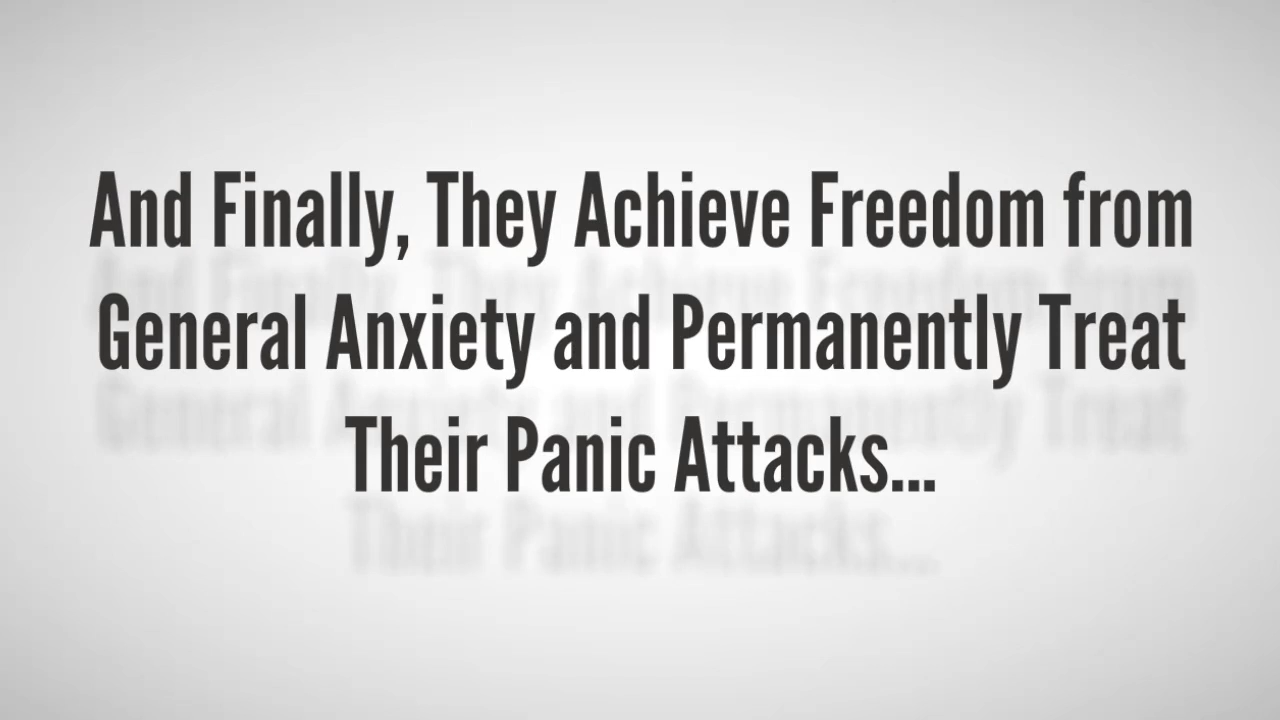 And Finally, They Achieve Freedom from
General Anxiety and Permanently Treat
Their Panic Attacks...